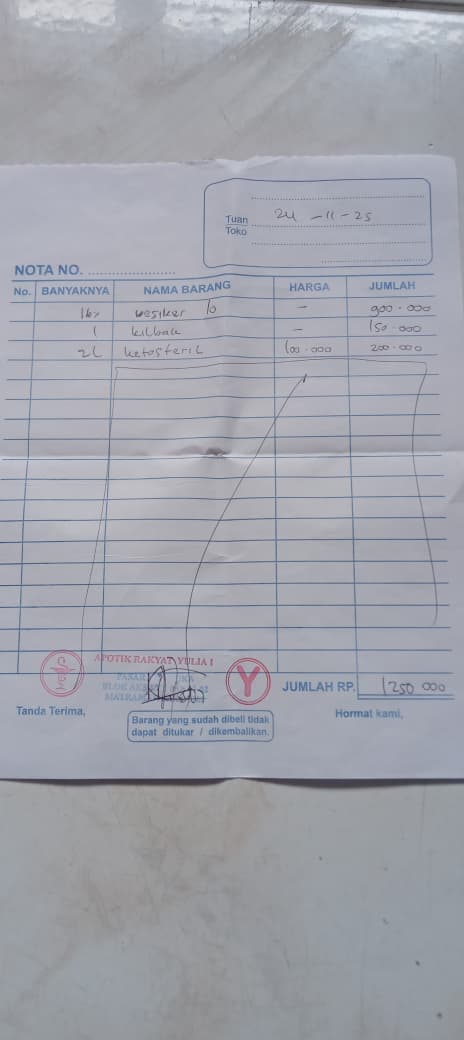 24-11-25
Tuan
Toko
NOTA NO.
No. BANYAKNYA NAMA BARANG HARGA JUMLAH
vesiker 10 - 900.000
1 kilbac - 150.000
2L ketosteril 100.000 200.000
APOTIK RAKYAT YULIA I
PASAR
Y
JUMLAH RP. 1250 000
Tanda Terima,
Barang yang sudah dibeli tidak
dapat ditukar / dikembalikan.
Hormat kami,